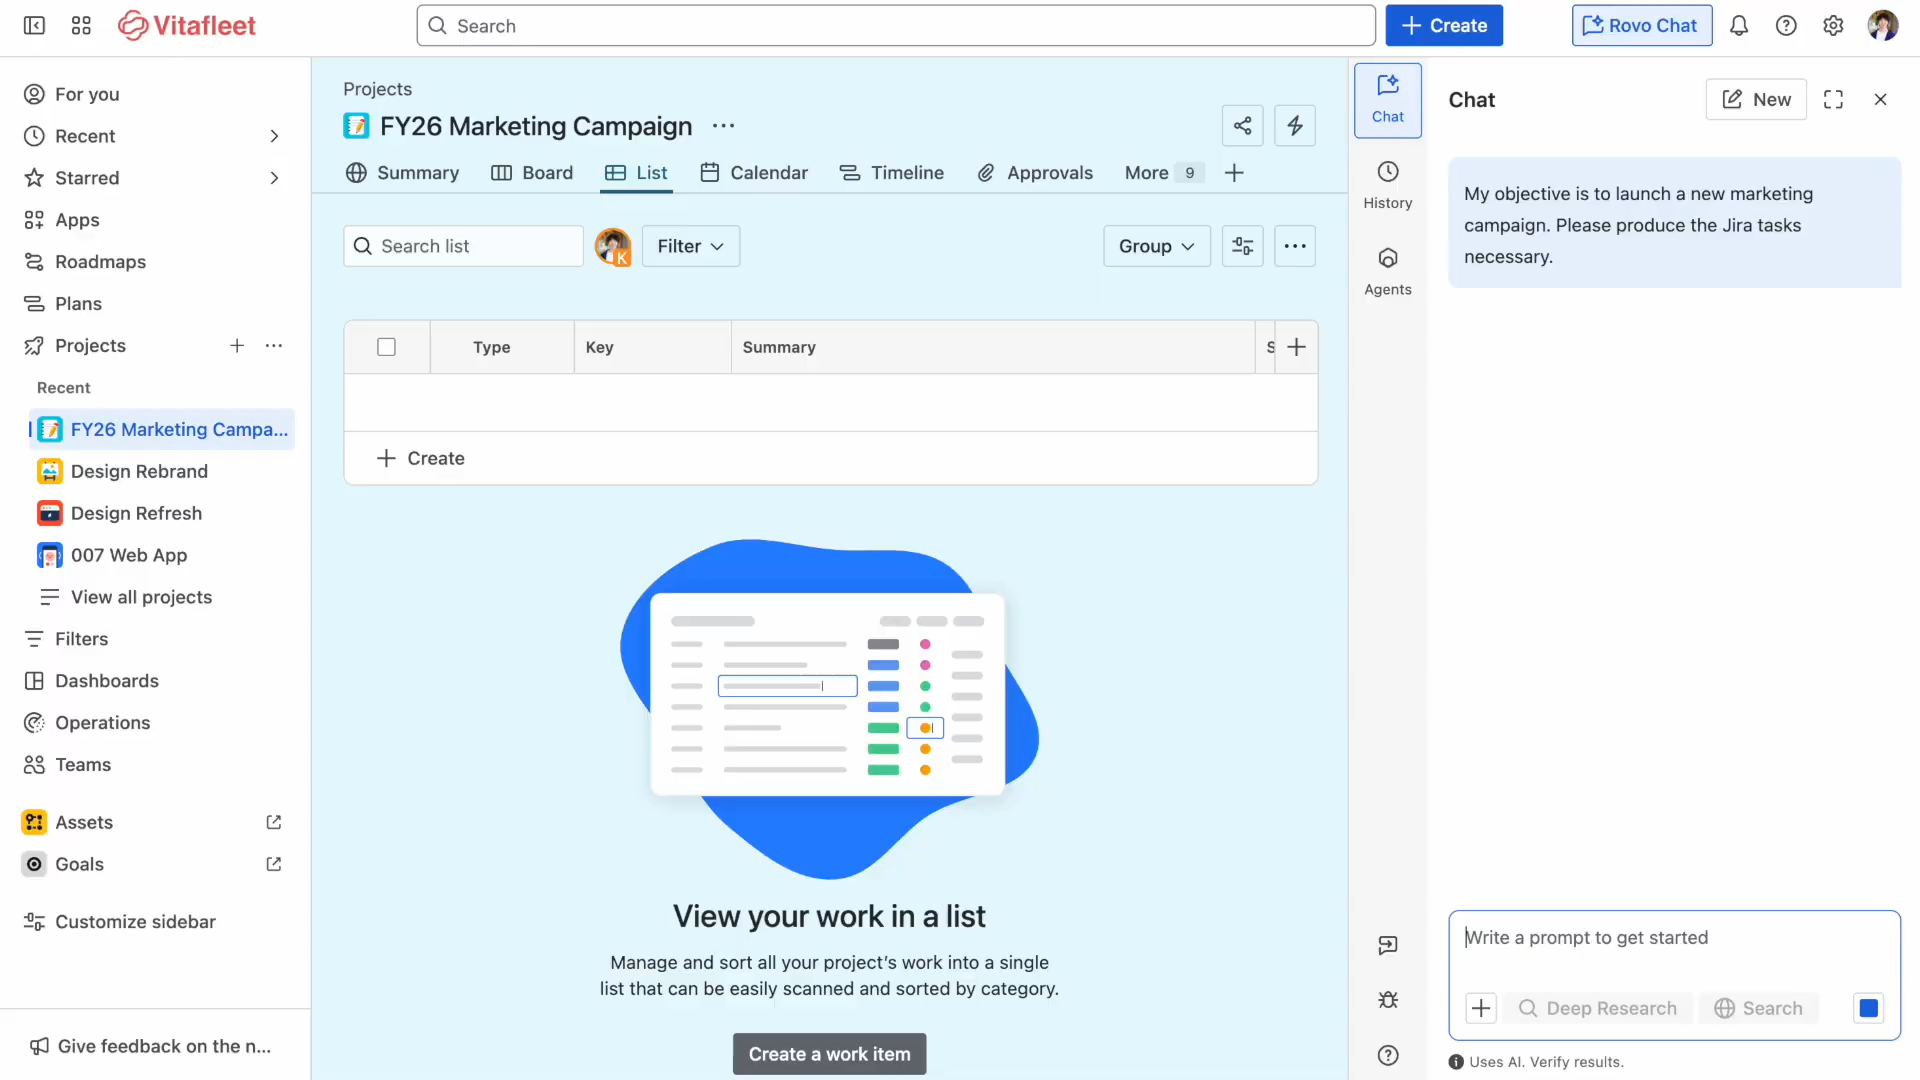 Vitafleet
Search
Create
Rovo Chat
For you
Recent
Starred
Apps
Roadmaps
Plans
Projects
Recent
FY26 Marketing Campa...
Design Rebrand
Design Refresh
007 Web App
View all projects
Filters
Dashboards
Operations
Teams
Assets
Goals
Customize sidebar
Give feedback on the n...
Projects
FY26 Marketing Campaign
Summary
Board
List
Calendar
Timeline
Approvals
More 9
Search list
K
Filter
Group
Type
Key
Summary
S
Create
View your work in a list
Manage and sort all your project's work into a single
list that can be easily scanned and sorted by category.
Create a work item
Chat
History
Agents
Chat
New
My objective is to launch a new marketing
campaign. Please produce the Jira tasks
necessary.
Write a prompt to get started
Deep Research
Search
Uses AI. Verify results.